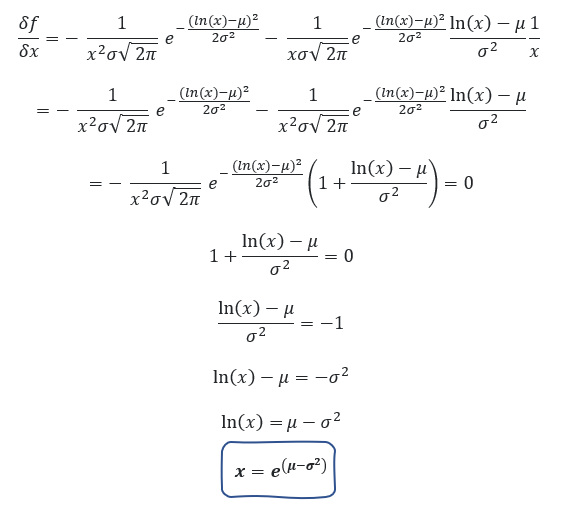 δf/δx = − 1/(x²σ√2π) e^(−(ln(x)−μ)²/2σ²) − 1/(xσ√2π) e^(−(ln(x)−μ)²/2σ²) (ln(x) − μ)/σ² 1/x
= − 1/(x²σ√2π) e^(−(ln(x)−μ)²/2σ²) − 1/(x²σ√2π) e^(−(ln(x)−μ)²/2σ²) (ln(x) − μ)/σ²
= − 1/(x²σ√2π) e^(−(ln(x)−μ)²/2σ²) (1 + (ln(x) − μ)/σ²) = 0
1 + (ln(x) − μ)/σ² = 0
(ln(x) − μ)/σ² = −1
ln(x) − μ = −σ²
ln(x) = μ − σ²
x = e^(μ−σ²)